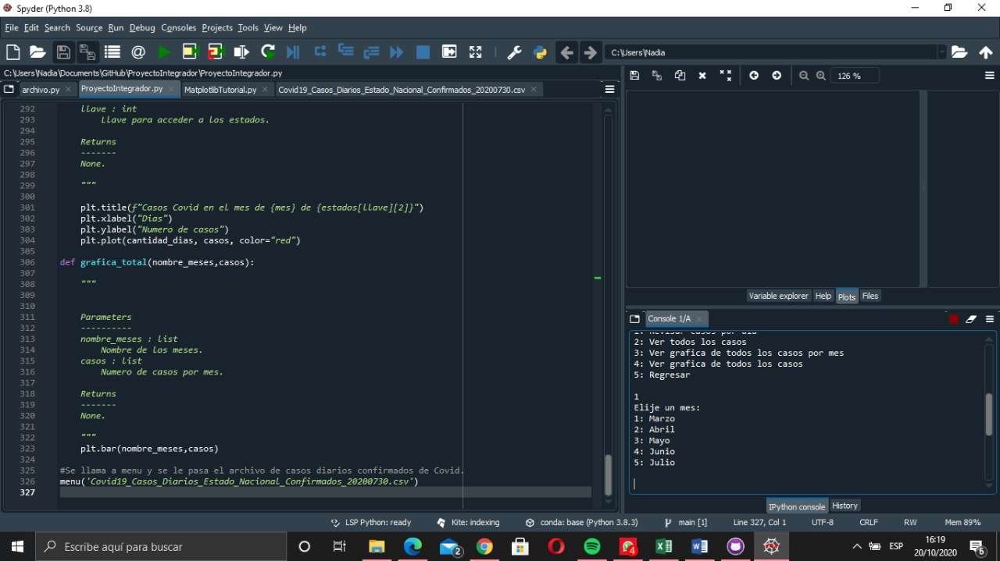 Spyder (Python 3.8)
File Edit Search Source Run Debug Consoles Projects Tools View Help
C:\Users\Nadia
C:\Users\Nadia\Documents\GitHub\ProyectoIntegrador\ProyectoIntegrador.py
archivo.py ProyectoIntegrador.py MatplotlibTutorial.py Covid19_Casos_Diarios_Estado_Nacional_Confirmados_20200730.csv
292 llave : int
293 Llave para acceder a los estados.
294
295 Returns
296 -------
297 None.
298
299 """
300
301 plt.title(f"Casos Covid en el mes de {mes} de {estados[llave][2]}")
302 plt.xlabel("Dias")
303 plt.ylabel("Numero de casos")
304 plt.plot(cantidad_dias, casos, color="red")
305
306 def grafica_total(nombre_meses,casos):
307
308 """
309
310
311 Parameters
312 ----------
313 nombre_meses : list
314 Nombre de los meses.
315 casos : list
316 Numero de casos por mes.
317
318 Returns
319 -------
320 None.
321
322 """
323 plt.bar(nombre_meses,casos)
324
325 #Se llama a menu y se le pasa el archivo de casos diarios confirmados de Covid.
326 menu('Covid19_Casos_Diarios_Estado_Nacional_Confirmados_20200730.csv')
327
126 %
Variable explorer Help Plots Files
Console 1/A
1: Revisar casos por dia
2: Ver todos los casos
3: Ver grafica de todos los casos por mes
4: Ver grafica de todos los casos
5: Regresar
1
Elije un mes:
1: Marzo
2: Abril
3: Mayo
4: Junio
5: Julio
IPython console History
LSP Python: ready Kite: indexing conda: base (Python 3.8.3) main [1] Line 327, Col 1 UTF-8 CRLF RW Mem 89%
Escribe aquí para buscar
2
4
ESP
16:19
20/10/2020
6